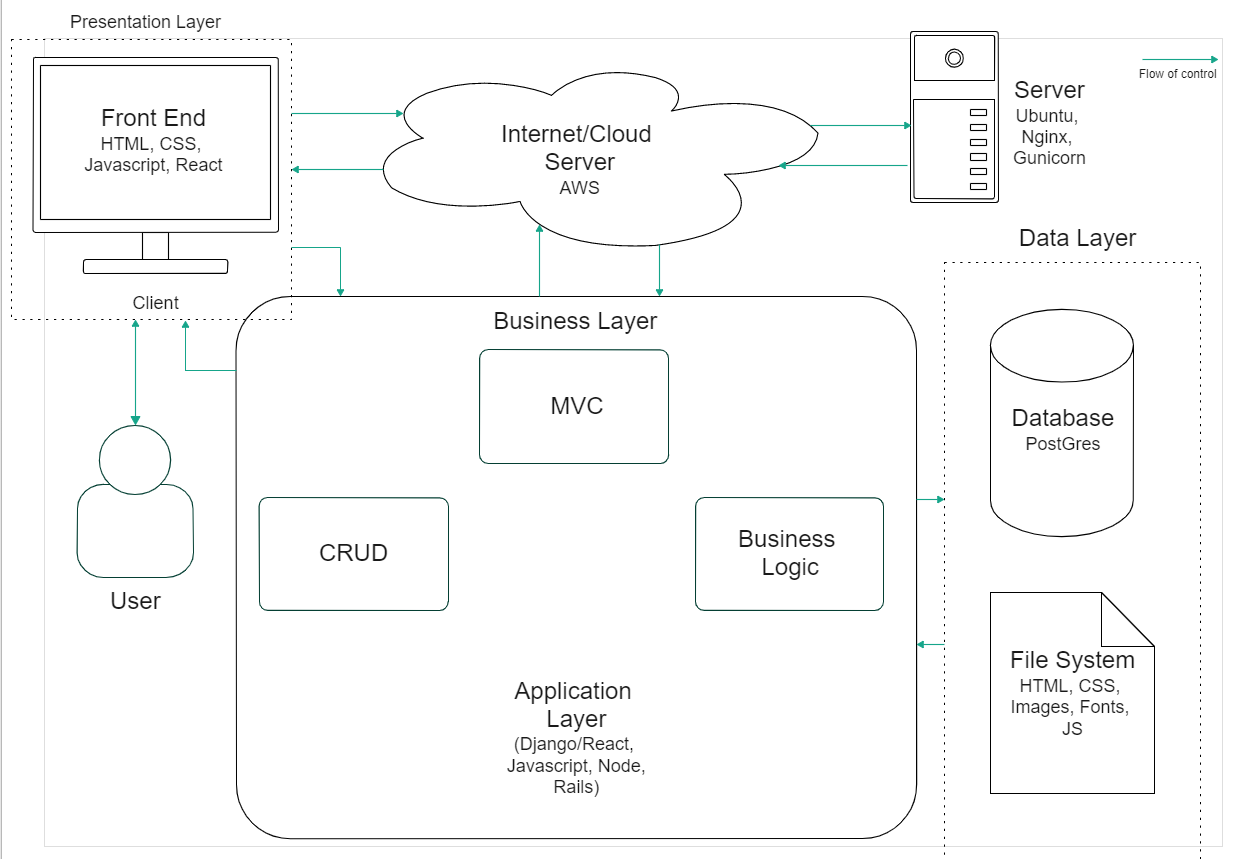 Presentation Layer
Front End
HTML, CSS,
Javascript, React
Client
Internet/Cloud
Server
AWS
Server
Ubuntu,
Nginx,
Gunicorn
Flow of control
User
Business Layer
MVC
CRUD
Business
Logic
Application
Layer
(Django/React,
Javascript, Node,
Rails)
Data Layer
Database
PostGres
File System
HTML, CSS,
Images, Fonts,
JS